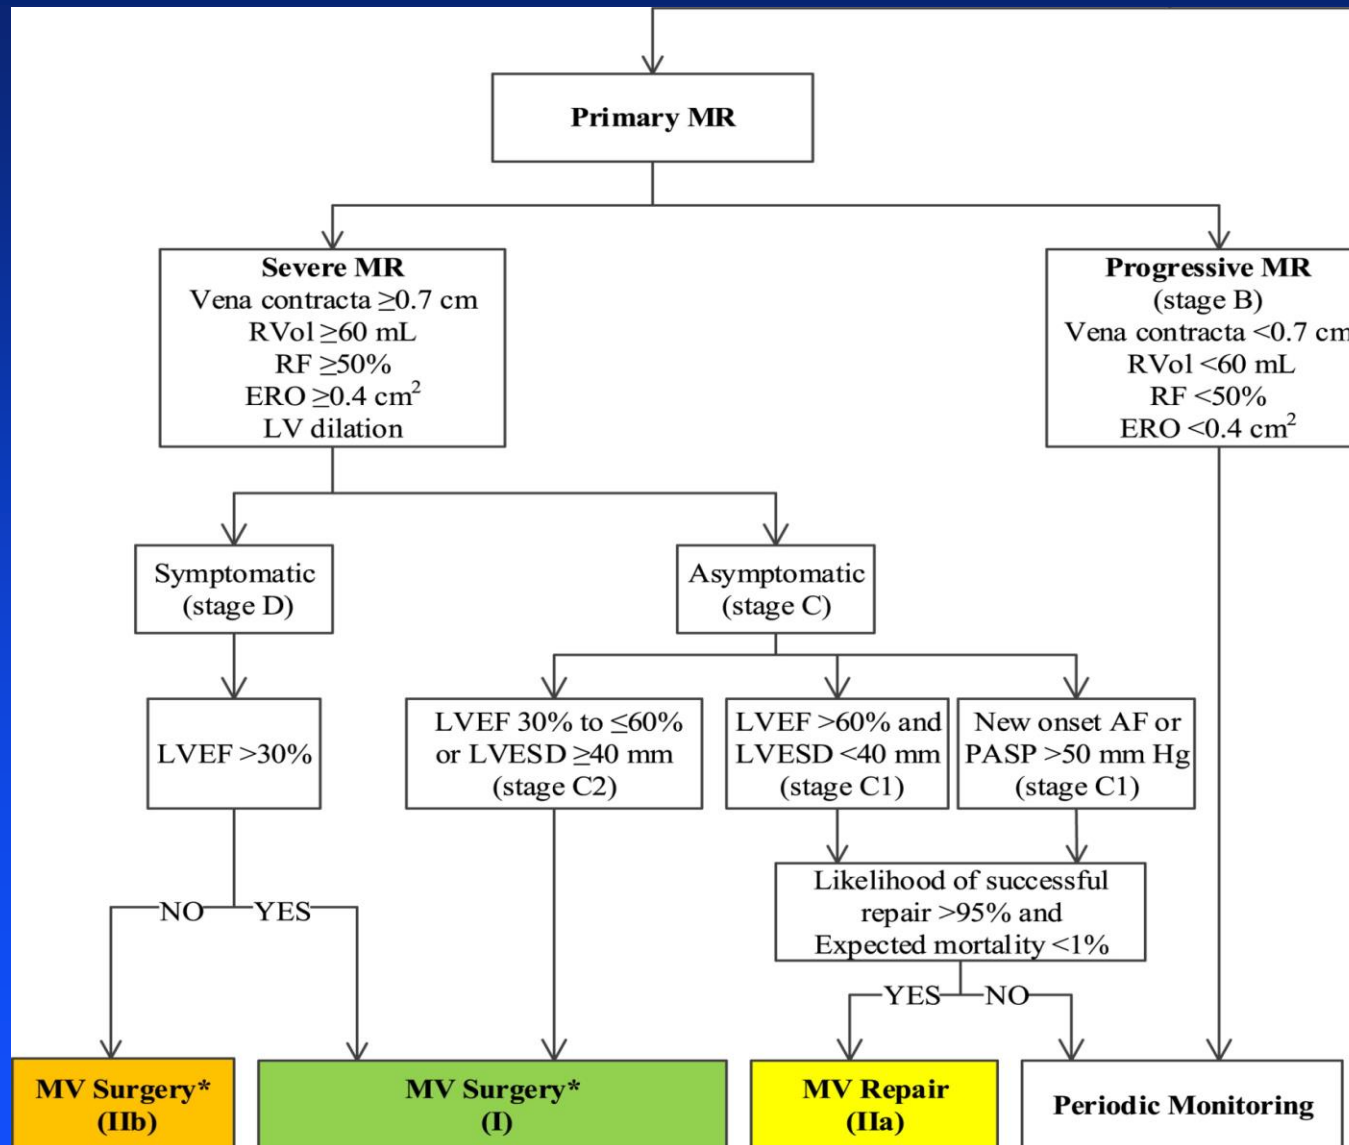 Primary MR
Severe MR
Vena contracta ≥0.7 cm
RVol ≥60 mL
RF ≥50%
ERO ≥0.4 cm²
LV dilation
Progressive MR
(stage B)
Vena contracta <0.7 cm
RVol <60 mL
RF <50%
ERO <0.4 cm²
Symptomatic
(stage D)
Asymptomatic
(stage C)
LVEF >30%
LVEF 30% to ≤60%
or LVESD ≥40 mm
(stage C2)
LVEF >60% and
LVESD <40 mm
(stage C1)
New onset AF or
PASP >50 mm Hg
(stage C1)
Likelihood of successful
repair >95% and
Expected mortality <1%
NO
YES
YES
NO
MV Surgery*
(IIb)
MV Surgery*
(I)
MV Repair
(IIa)
Periodic Monitoring